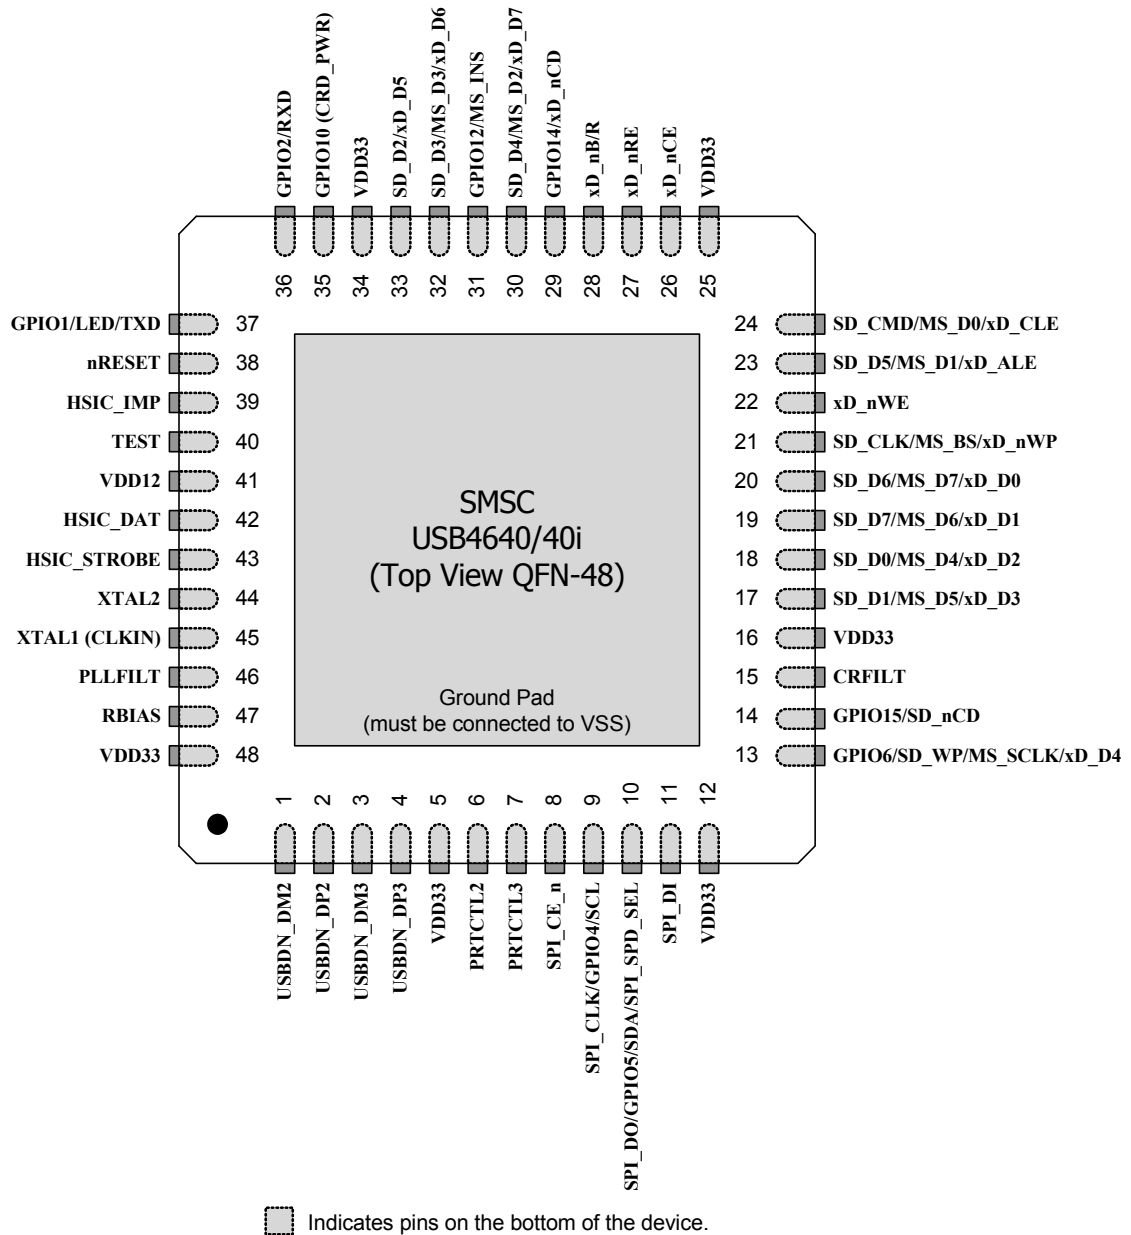 GPIO2/RXD
GPIO10 (CRD_PWR)
VDD33
SD_D2/xD_D5
SD_D3/MS_D3/xD_D6
GPIO12/MS_INS
SD_D4/MS_D2/xD_D7
GPIO14/xD_nCD
xD_nB/R
xD_nRE
xD_nCE
VDD33
36
35
34
33
32
31
30
29
28
27
26
25
GPIO1/LED/TXD 37
nRESET 38
HSIC_IMP 39
TEST 40
VDD12 41
HSIC_DAT 42
HSIC_STROBE 43
XTAL2 44
XTAL1 (CLKIN) 45
PLLFILT 46
RBIAS 47
VDD33 48
SMSC
USB4640/40i
(Top View QFN-48)
Ground Pad
(must be connected to VSS)
24 SD_CMD/MS_D0/xD_CLE
23 SD_D5/MS_D1/xD_ALE
22 xD_nWE
21 SD_CLK/MS_BS/xD_nWP
20 SD_D6/MS_D7/xD_D0
19 SD_D7/MS_D6/xD_D1
18 SD_D0/MS_D4/xD_D2
17 SD_D1/MS_D5/xD_D3
16 VDD33
15 CRFILT
14 GPIO15/SD_nCD
13 GPIO6/SD_WP/MS_SCLK/xD_D4
1
2
3
4
5
6
7
8
9
10
11
12
USBDN_DM2
USBDN_DP2
USBDN_DM3
USBDN_DP3
VDD33
PRTCTL2
PRTCTL3
SPI_CE_n
SPI_CLK/GPIO4/SCL
SPI_DO/GPIO5/SDA/SPI_SPD_SEL
SPI_DI
VDD33
Indicates pins on the bottom of the device.